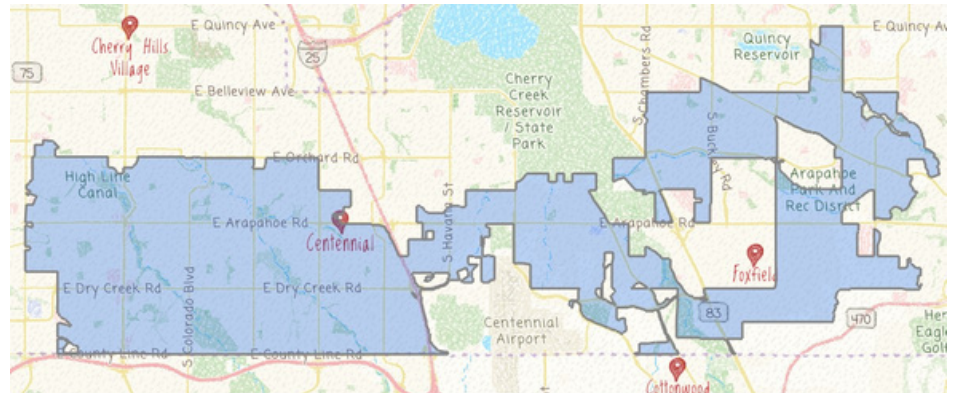 E Quincy Ave
Cherry Hills
Village
25
75
E Belleview Ave
Cherry
Creek
Reservoir
/ State
Park
S Chambers Rd
Quincy
Reservoir
E Quincy Av
S Buckley Rd
E Orchard Rd
High Line
Canal
Arapahoe
Park And
Rec District
E Arapahoe Rd
Centennial
S Havana St
E Arapahoe Rd
Foxfield
E Dry Creek Rd
E Dry Creek Rd
S Colorado Blvd
83
470
Centennial
Airport
Her
Eagl
Golf
County Line Rd
E County Line Rd
Cottonwood